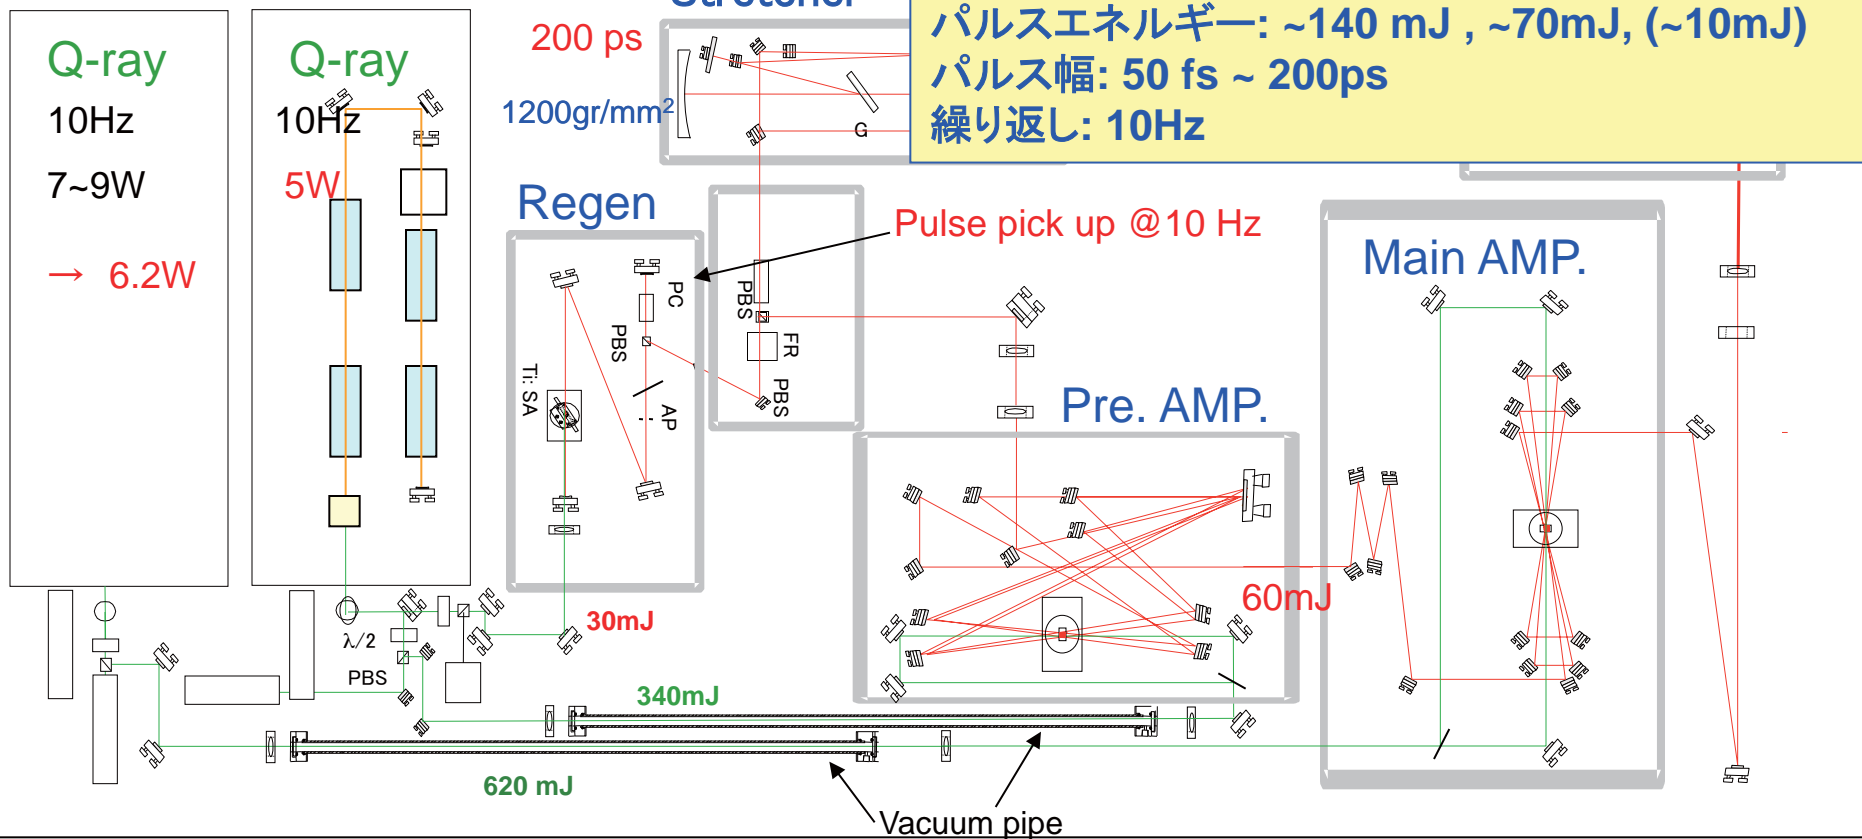 Stretcher
パルスエネルギー: ~140 mJ , ~70mJ, (~10mJ)
パルス幅: 50 fs ~ 200ps
繰り返し: 10Hz
Q-ray
10Hz
7~9W
→ 6.2W
Q-ray
10Hz
5W
200 ps
1200gr/mm²
G
Regen
Pulse pick up @10 Hz
PC
PBS
Ti: SA
AP
PBS
FR
PBS
Main AMP.
Pre. AMP.
60mJ
30mJ
λ/2
PBS
340mJ
620 mJ
Vacuum pipe